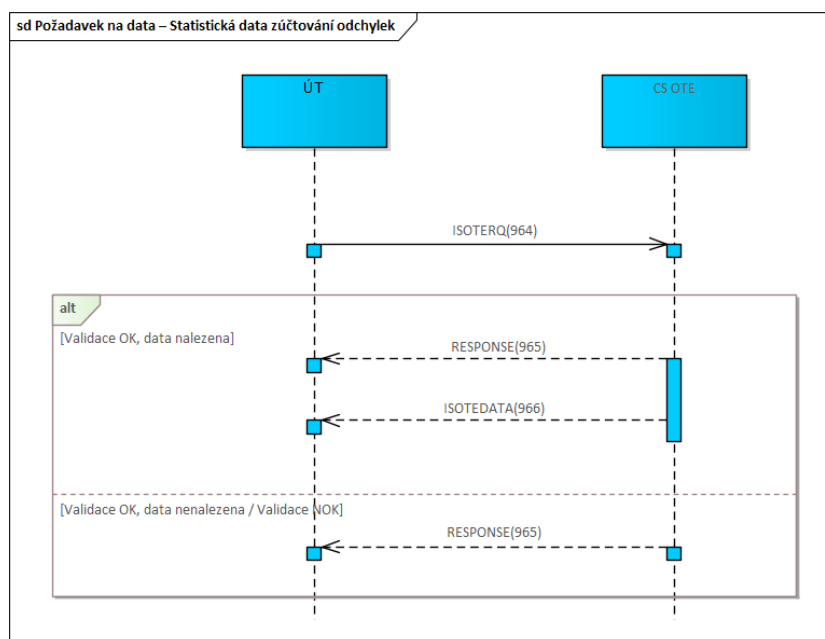 sd Požadavek na data – Statistická data zúčtování odchylek
ÚT
CS OTE
ISOTERQ(964)
alt
[Validace OK, data nalezena]
RESPONSE(965)
ISOTEDATA(966)
[Validace OK, data nenalezena / Validace NOK]
RESPONSE(965)